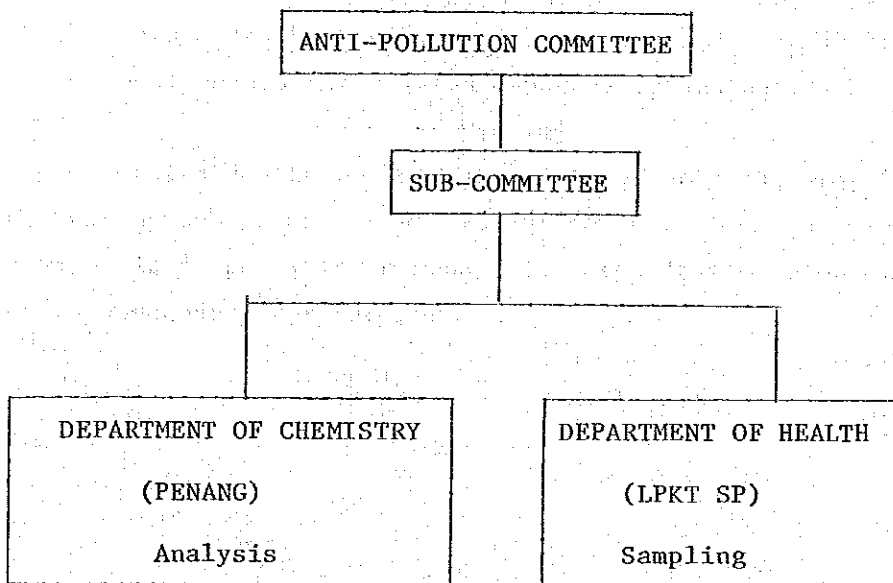 ANTI-POLLUTION COMMITTEE
SUB-COMMITTEE
DEPARTMENT OF CHEMISTRY
(PENANG)
Analysis
DEPARTMENT OF HEALTH
(LPKT SP)
Sampling